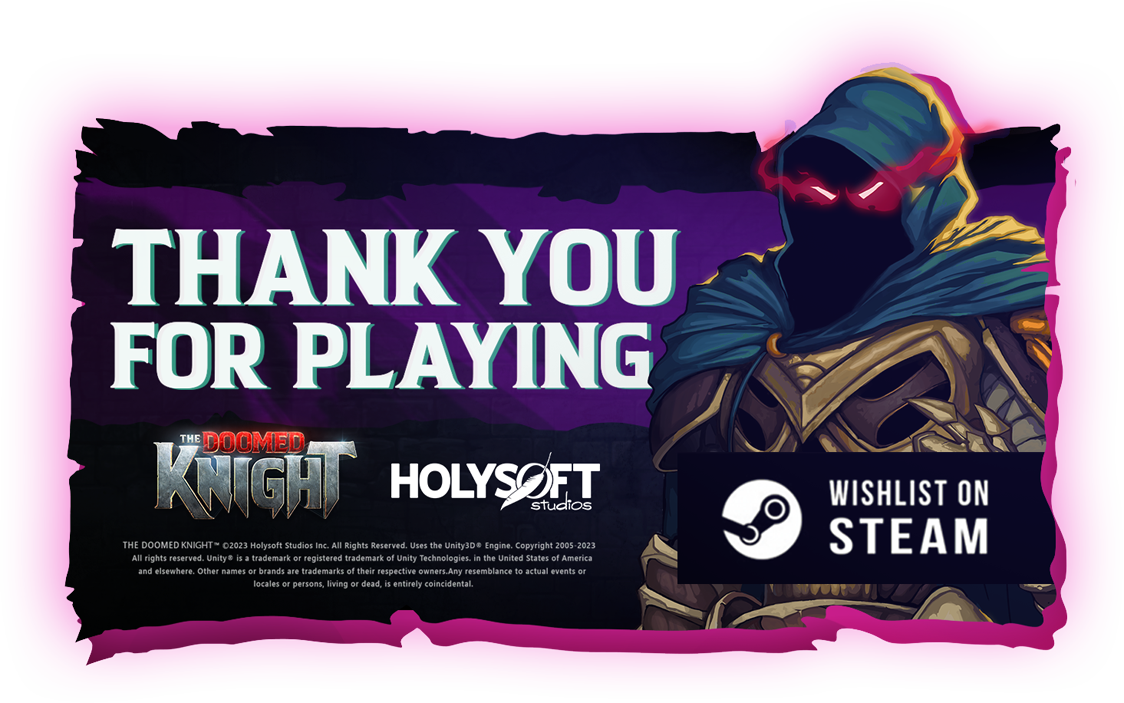 THANK YOU
FOR PLAYING
THE DOOMED
KNIGHT
HOLYSOFT
studios
WISHLIST ON
STEAM
THE DOOMED KNIGHT™ ©2023 Holysoft Studios Inc. All Rights Reserved. Uses the Unity3D® Engine. Copyright 2005-2023
All rights reserved. Unity® is a trademark or registered trademark of Unity Technologies. in the United States of America
and elsewhere. Other names or brands are trademarks of their respective owners.Any resemblance to actual events or
locales or persons, living or dead, is entirely coincidental.